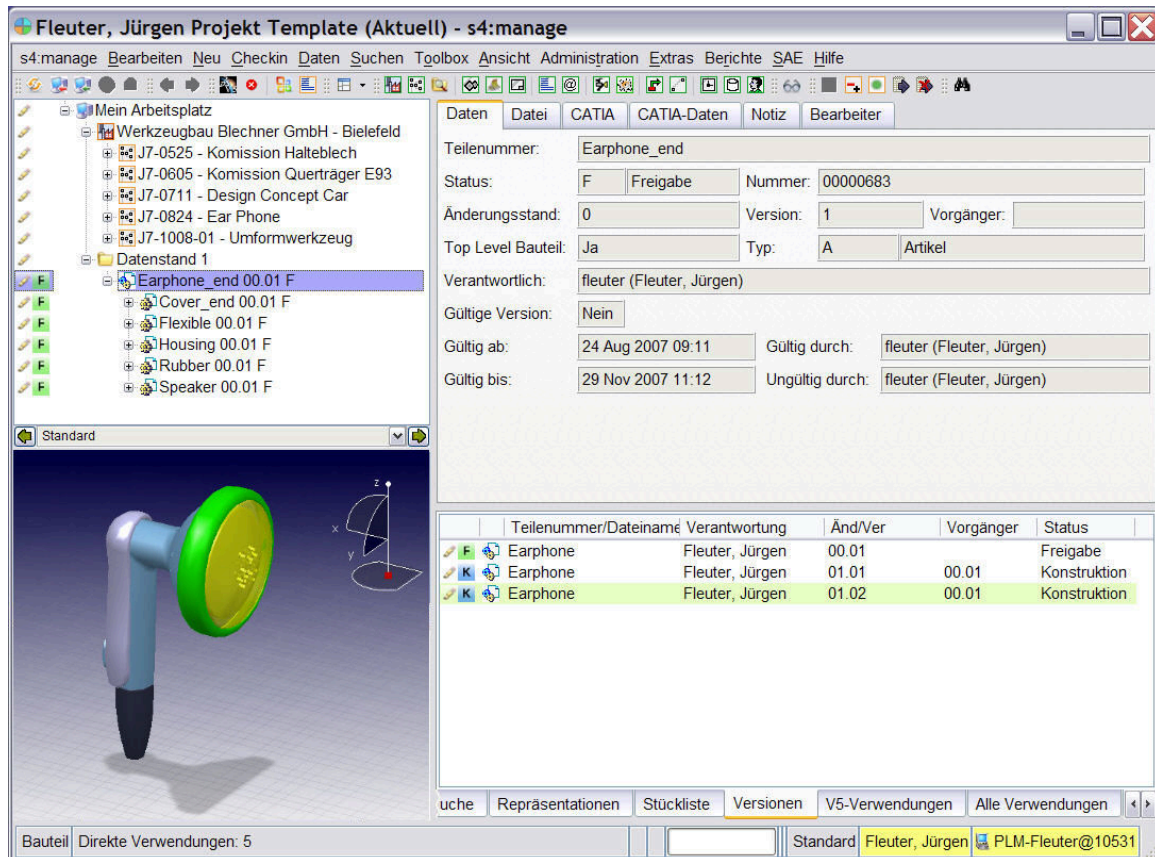 Fleuter, Jürgen Projekt Template (Aktuell) - s4:manage
s4:manage Bearbeiten Neu Checkin Daten Suchen Toolbox Ansicht Administration Extras Berichte SAE Hilfe
Mein Arbeitsplatz
Werkzeugbau Blechner GmbH - Bielefeld
J7-0525 - Komission Halteblech
J7-0605 - Komission Querträger E93
J7-0711 - Design Concept Car
J7-0824 - Ear Phone
J7-1008-01 - Umformwerkzeug
Datenstand 1
F Earphone_end 00.01 F
F Cover_end 00.01 F
F Flexible 00.01 F
F Housing 00.01 F
F Rubber 00.01 F
F Speaker 00.01 F
Standard
z
x
y
Daten Datei CATIA CATIA-Daten Notiz Bearbeiter
Teilenummer: Earphone_end
Status: F Freigabe Nummer: 00000683
Änderungsstand: 0 Version: 1 Vorgänger:
Top Level Bauteil: Ja Typ: A Artikel
Verantwortlich: fleuter (Fleuter, Jürgen)
Gültige Version: Nein
Gültig ab: 24 Aug 2007 09:11 Gültig durch: fleuter (Fleuter, Jürgen)
Gültig bis: 29 Nov 2007 11:12 Ungültig durch: fleuter (Fleuter, Jürgen)
Teilenummer/Dateiname Verantwortung Änd/Ver Vorgänger Status
F Earphone Fleuter, Jürgen 00.01 Freigabe
K Earphone Fleuter, Jürgen 01.01 00.01 Konstruktion
K Earphone Fleuter, Jürgen 01.02 00.01 Konstruktion
uche Repräsentationen Stückliste Versionen V5-Verwendungen Alle Verwendungen
Bauteil Direkte Verwendungen: 5 Standard Fleuter, Jürgen PLM-Fleuter@10531